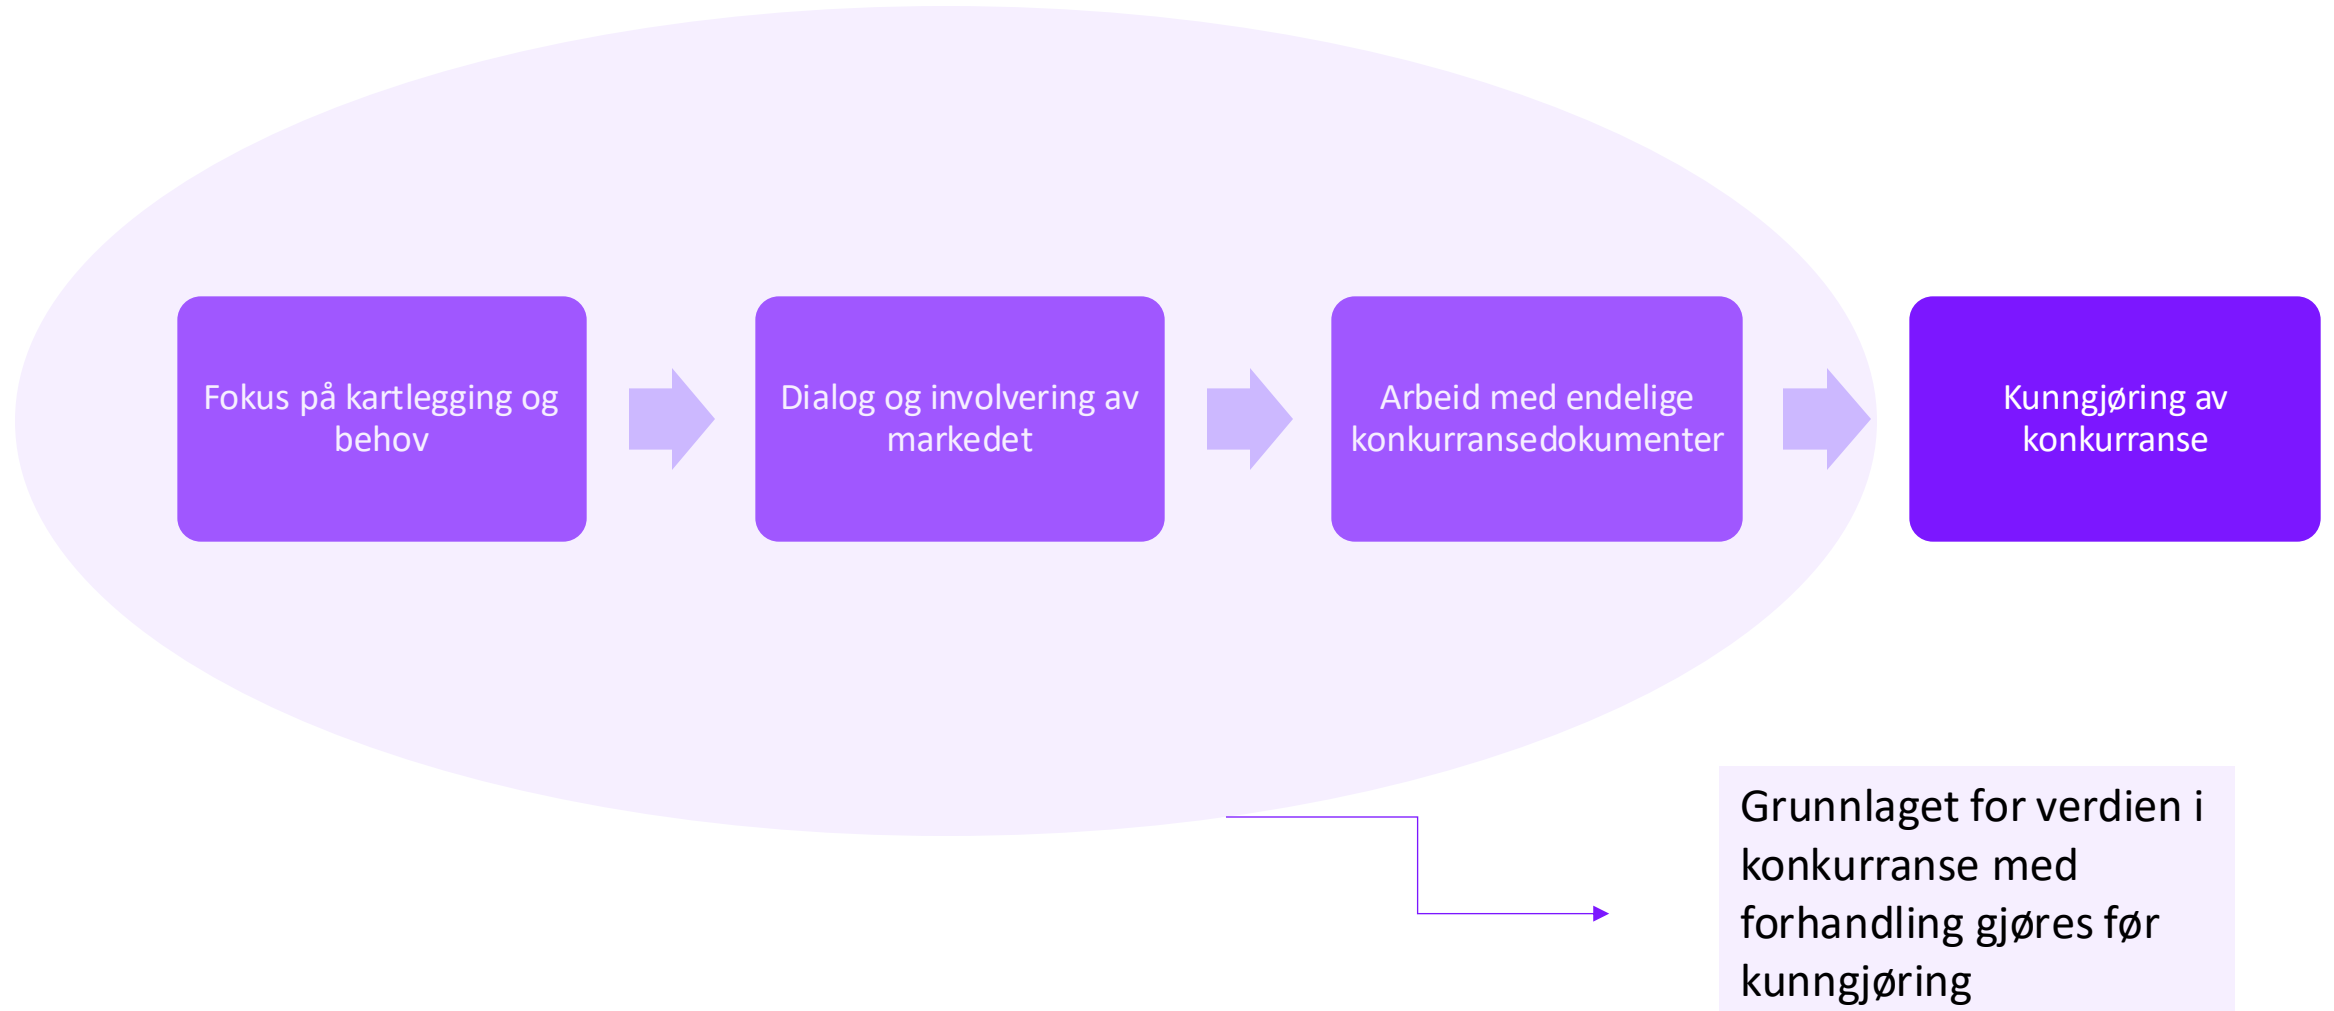 Fokus på kartlegging og
behov
Dialog og involvering av
markedet
Arbeid med endelige
konkurransedokumenter
Kunngjøring av
konkurranse
Grunnlaget for verdien i
konkurranse med
forhandling gjøres før
kunngjøring